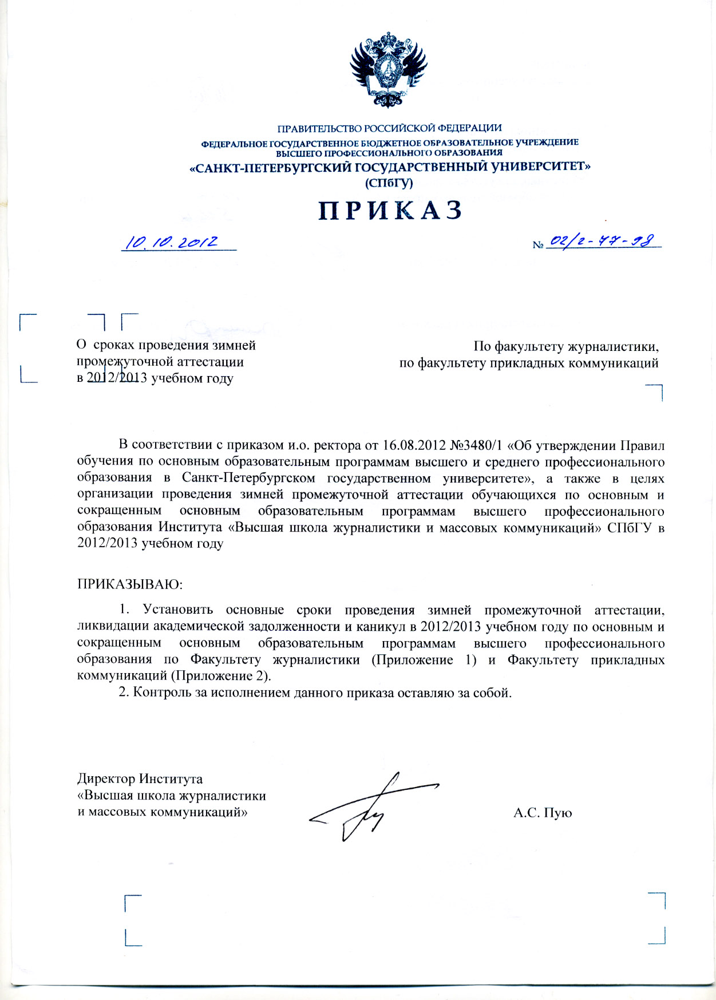 ПРАВИТЕЛЬСТВО РОССИЙСКОЙ ФЕДЕРАЦИИ
ФЕДЕРАЛЬНОЕ ГОСУДАРСТВЕННОЕ БЮДЖЕТНОЕ ОБРАЗОВАТЕЛЬНОЕ УЧРЕЖДЕНИЕ
ВЫСШЕГО ПРОФЕССИОНАЛЬНОГО ОБРАЗОВАНИЯ
«САНКТ-ПЕТЕРБУРГСКИЙ ГОСУДАРСТВЕННЫЙ УНИВЕРСИТЕТ»
(СПбГУ)
ПРИКАЗ
10.10.2012
№ 02/2-77-98
О сроках проведения зимней
промежуточной аттестации
в 2012/2013 учебном году
По факультету журналистики,
по факультету прикладных коммуникаций
В соответствии с приказом и.о. ректора от 16.08.2012 №3480/1 «Об утверждении Правил
обучения по основным образовательным программам высшего и среднего профессионального
образования в Санкт-Петербургском государственном университете», а также в целях
организации проведения зимней промежуточной аттестации обучающихся по основным и
сокращенным основным образовательным программам высшего профессионального
образования Института «Высшая школа журналистики и массовых коммуникаций» СПбГУ в
2012/2013 учебном году
ПРИКАЗЫВАЮ:
1. Установить основные сроки проведения зимней промежуточной аттестации,
ликвидации академической задолженности и каникул в 2012/2013 учебном году по основным и
сокращенным основным образовательным программам высшего профессионального
образования по Факультету журналистики (Приложение 1) и Факультету прикладных
коммуникаций (Приложение 2).
2. Контроль за исполнением данного приказа оставляю за собой.
Директор Института
«Высшая школа журналистики
и массовых коммуникаций»
А.С. Пую